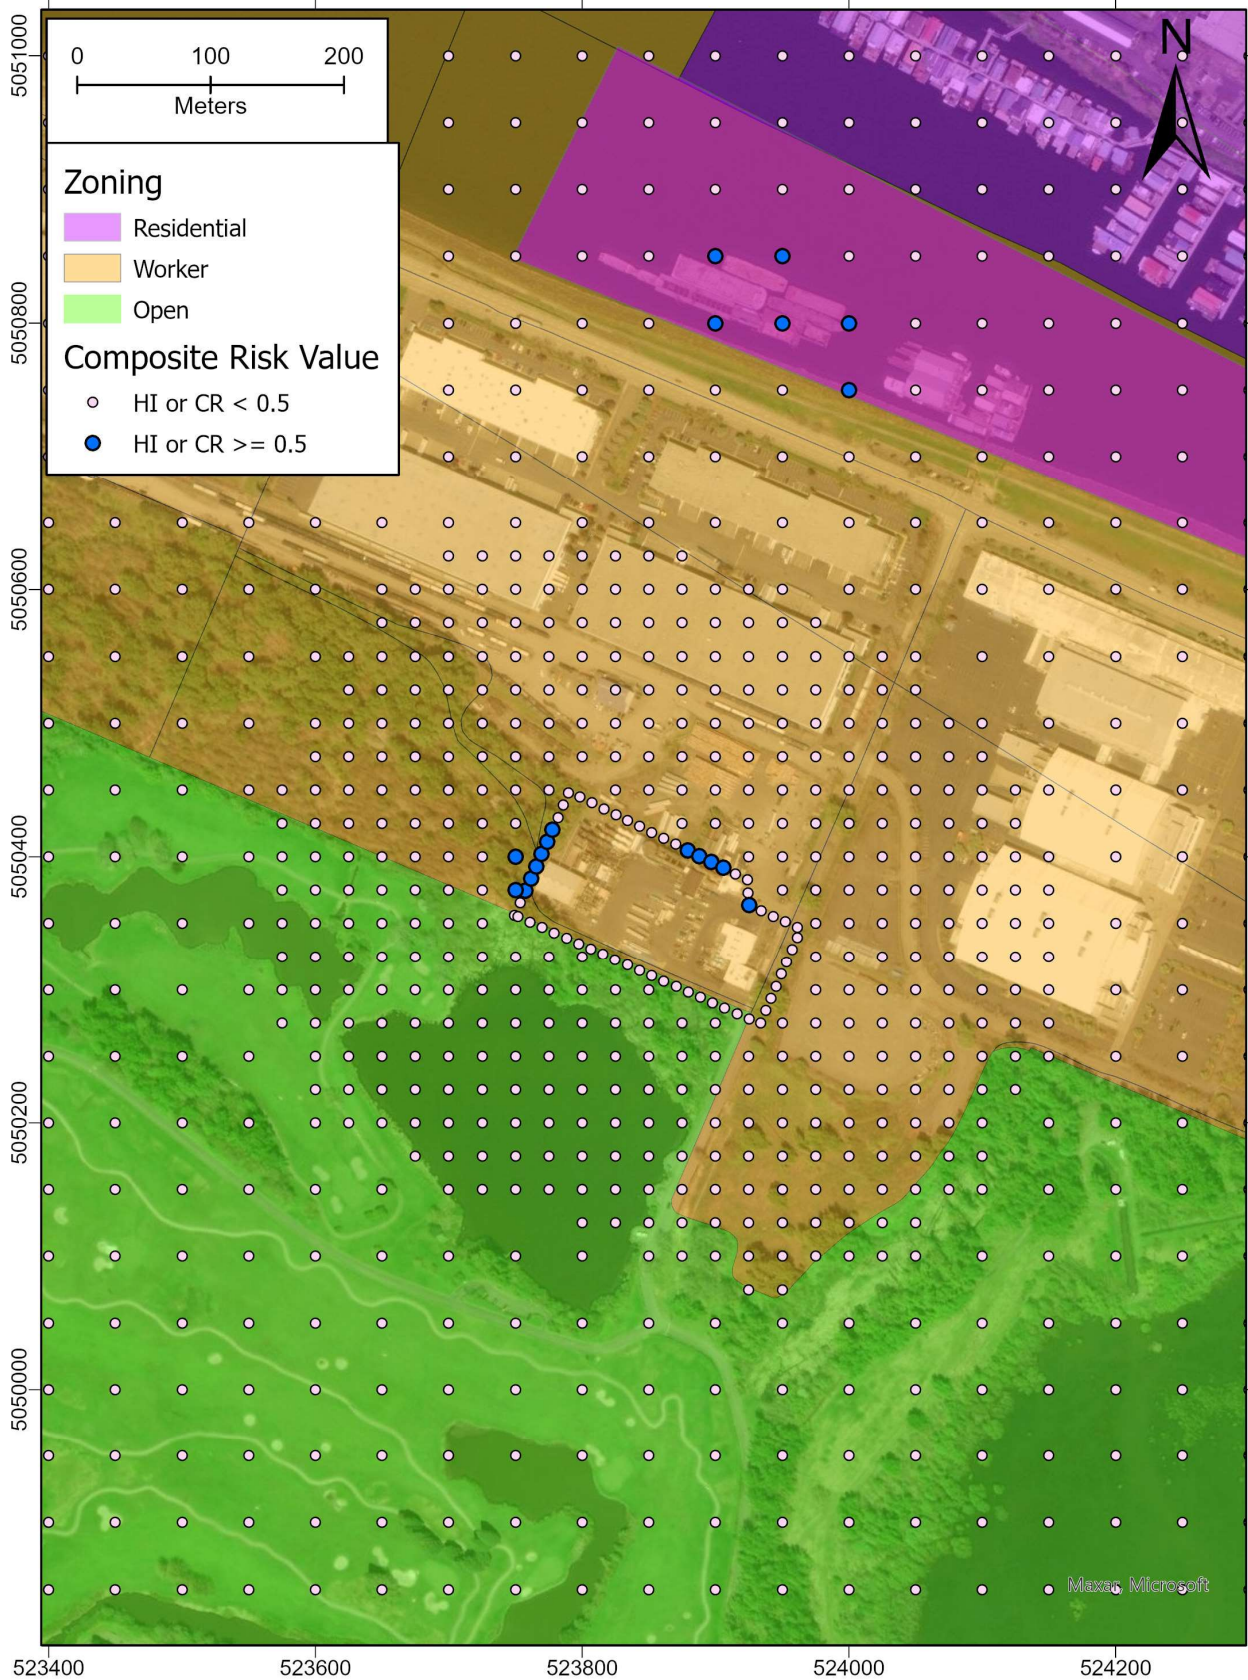 N
0 100 200
Meters
Zoning
Residential
Worker
Open
Composite Risk Value
HI or CR < 0.5
HI or CR >= 0.5
5051000
5050800
5050600
5050400
5050200
5050000
Maxar, Microsoft
523400 523600 523800 524000 524200